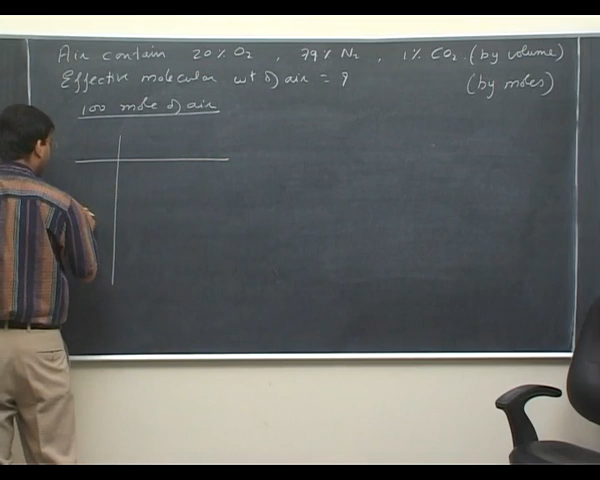 Air contain 20% O2, 79% N2, 1% CO2. (by volume)
Effective molecular wt of air = ? (by moles)
100 mole of air